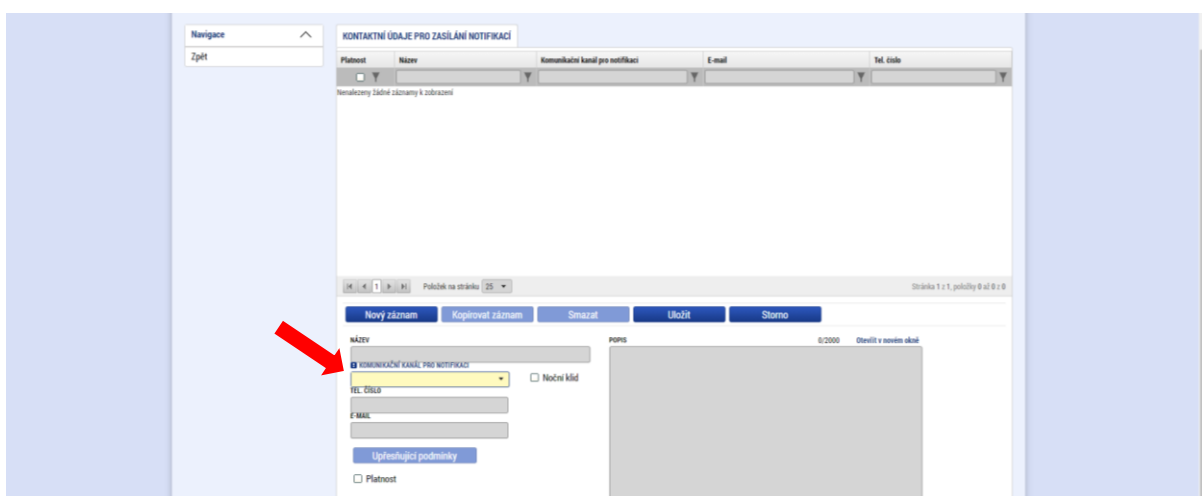 Navigace
Zpět
KONTAKTNÍ ÚDAJE PRO ZASÍLÁNÍ NOTIFIKACÍ
Platnost Název Komunikační kanál pro notifikaci E-mail Tel. číslo
Nenalezeny žádné záznamy k zobrazení
1 Položek na stránku 25 Stránka 1 z 1, položky 0 až 0 z 0
Nový záznam Kopírovat záznam Smazat Uložit Storno
NÁZEV POPIS 0/2000 Otevřít v novém okně
KOMUNIKAČNÍ KANÁL PRO NOTIFIKACI
Noční klid
TEL. ČÍSLO
E-MAIL
Upřesňující podmínky
Platnost